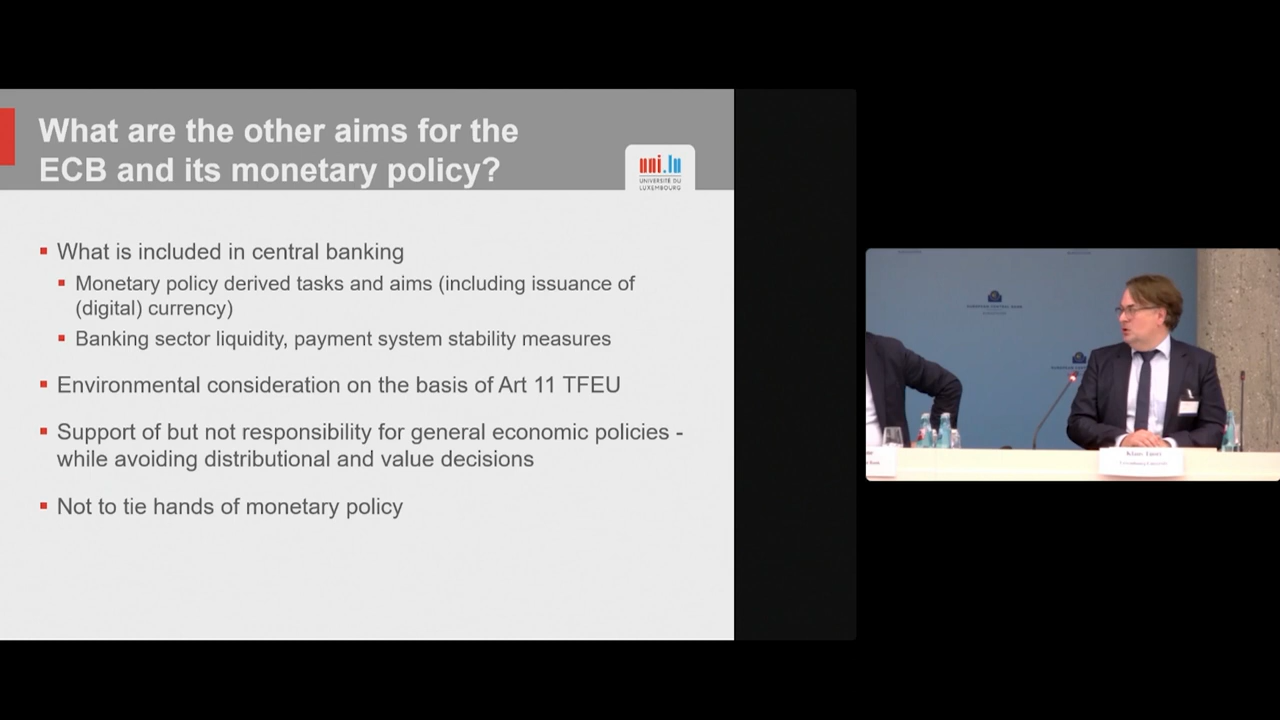 What are the other aims for the
ECB and its monetary policy?
uni.lu
UNIVERSITÉ DU
LUXEMBOURG
▪ What is included in central banking
▪ Monetary policy derived tasks and aims (including issuance of
(digital) currency)
▪ Banking sector liquidity, payment system stability measures
▪ Environmental consideration on the basis of Art 11 TFEU
▪ Support of but not responsibility for general economic policies -
while avoiding distributional and value decisions
▪ Not to tie hands of monetary policy
EUROPEAN CENTRAL BANK